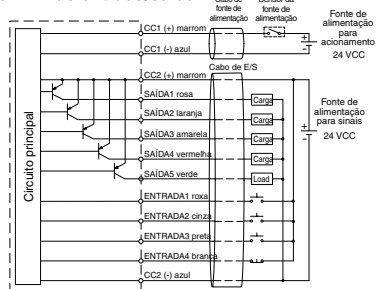 Cabo de fonte de alimentação
Sensor da fonte de alimentação
Fonte de alimentação para acionamento 24 VCC
CC1 (+) marrom
CC1 (-) azul
Cabo de E/S
CC2 (+) marrom
SAÍDA1 rosa
Carga
SAÍDA2 laranja
Carga
SAÍDA3 amarela
Carga
SAÍDA4 vermelha
Carga
SAÍDA5 verde
Load
Fonte de alimentação para sinais 24 VCC
ENTRADA1 roxa
ENTRADA2 cinza
ENTRADA3 preta
ENTRADA4 branca
CC2 (-) azul
Circuito principal
+
-
+
-